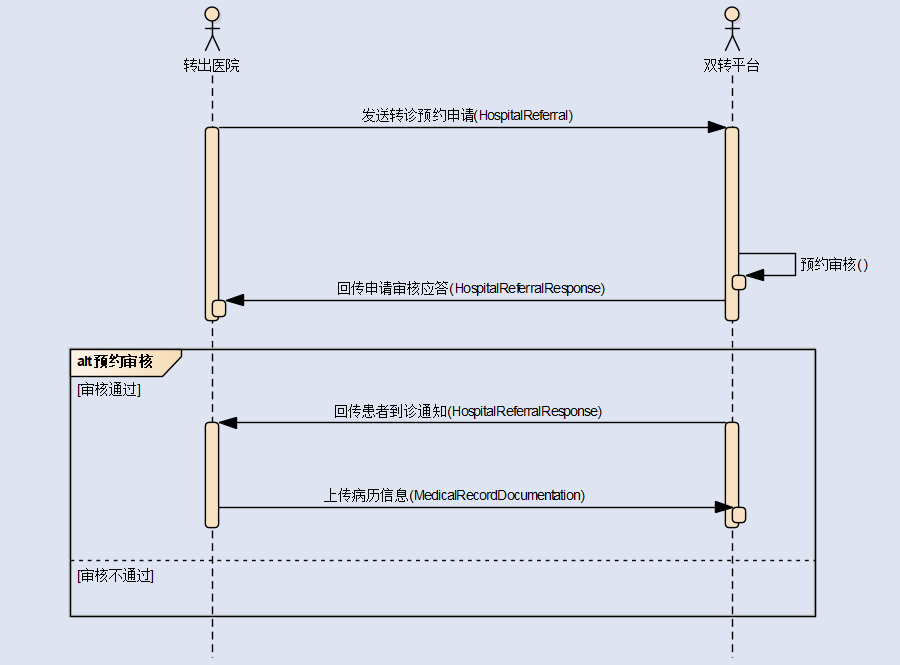 转出医院
双转平台
发送转诊预约申请(HospitalReferral)
预约审核()
回传申请审核应答(HospitalReferralResponse)
alt预约审核
[审核通过]
回传患者到诊通知(HospitalReferralResponse)
上传病历信息(MedicalRecordDocumentation)
[审核不通过]